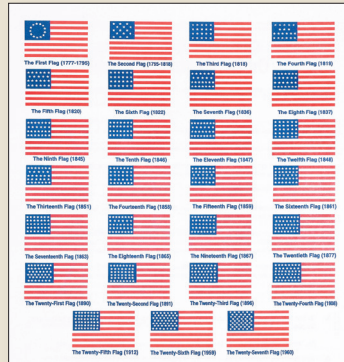 The First Flag (1777-1795) The Second Flag (1795-1818) The Third Flag (1818) The Fourth Flag (1819)
The Fifth Flag (1820) The Sixth Flag (1822) The Seventh Flag (1836) The Eighth Flag (1837)
The Ninth Flag (1845) The Tenth Flag (1846) The Eleventh Flag (1847) The Twelfth Flag (1848)
The Thirteenth Flag (1851) The Fourteenth Flag (1858) The Fifteenth Flag (1859) The Sixteenth Flag (1861)
The Seventeenth Flag (1863) The Eighteenth Flag (1865) The Nineteenth Flag (1867) The Twentieth Flag (1877)
The Twenty-First Flag (1890) The Twenty-Second Flag (1891) The Twenty-Third Flag (1896) The Twenty-Fourth Flag (1908)
The Twenty-Fifth Flag (1912) The Twenty-Sixth Flag (1959) The Twenty-Seventh Flag (1960)